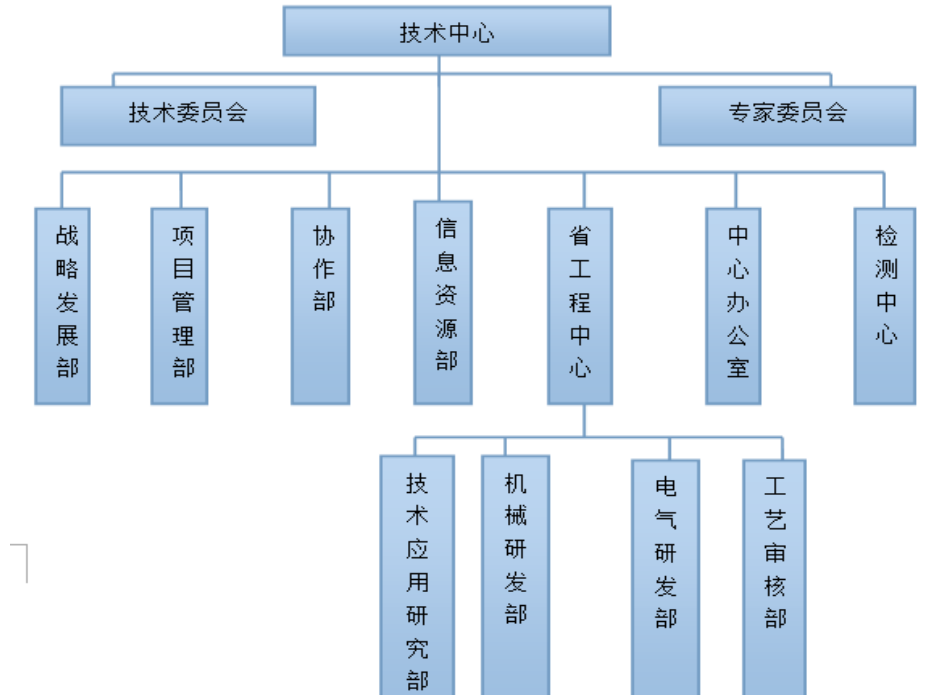 技术中心
技术委员会
专家委员会
战略发展部
项目管理部
协作部
信息资源部
省工程中心
中心办公室
检测中心
技术应用研究部
机械研发部
电气研发部
工艺审核部